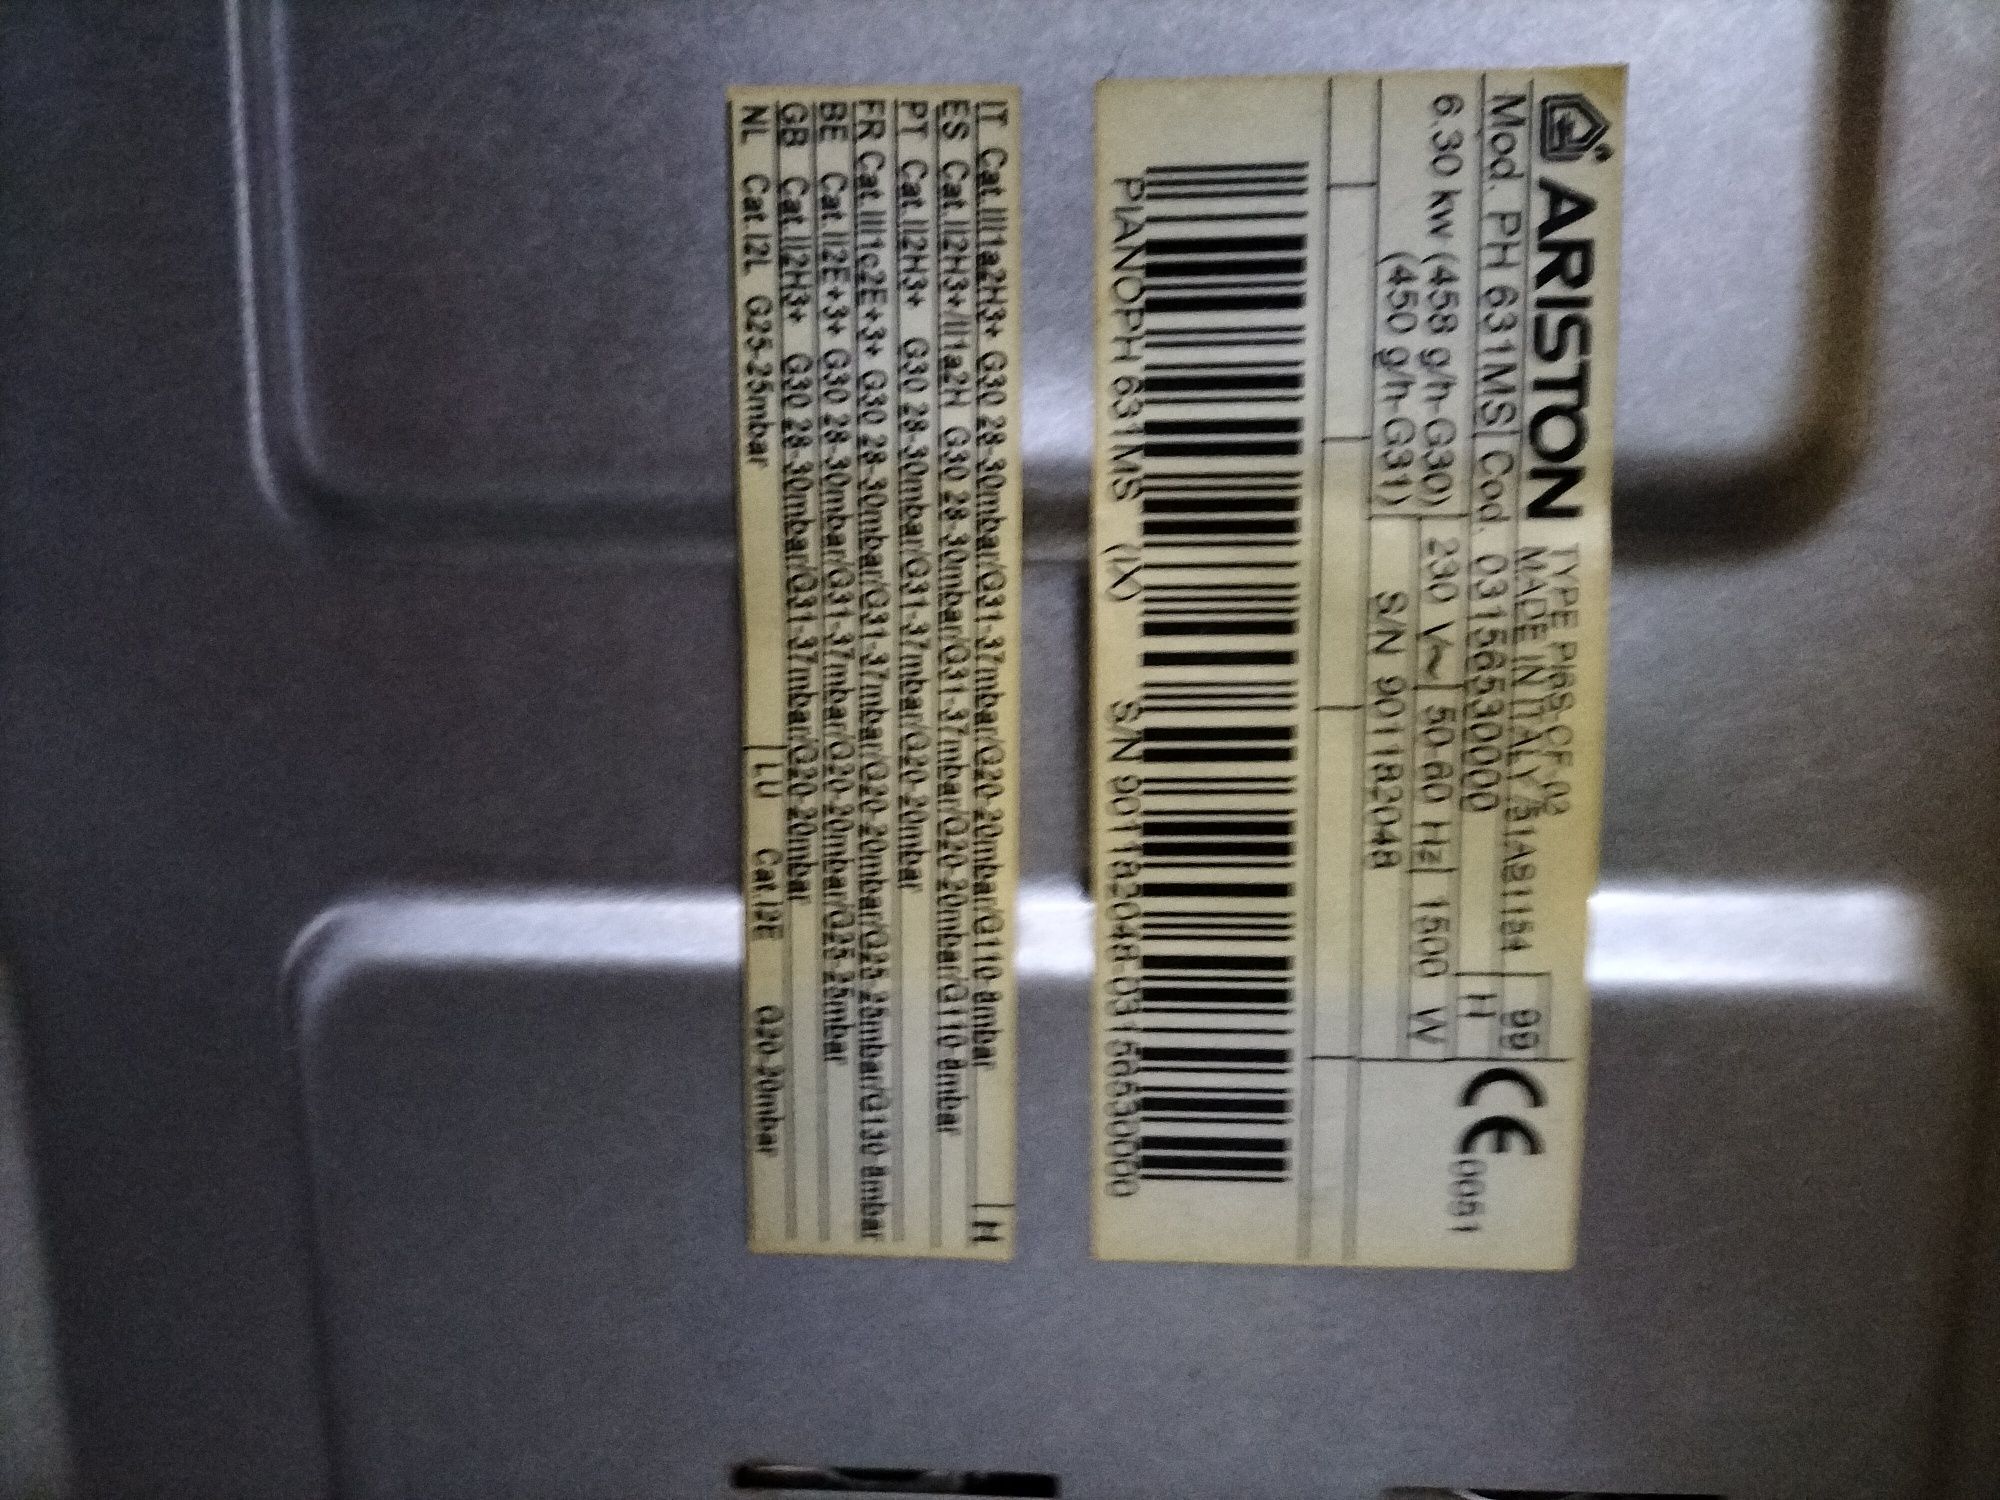 ARISTON TYPE P16S-CF-03
MADE IN ITALY 99
Mod. PH 631MS Cod. 03156530000 H
6.30 kw (458 g/h-G30) 230 V~ 50-60 Hz 1500 W
(450 g/h-G31) S/N 901182048
CE 0051
PIANOPH 631MS (IX) S/N 901182048 03156530000
IT Cat III1a2H3+ G30 28-30mbar/G31-37mbar/G20-20mbar/G110-8mbar H
ES Cat II2H3+/II1a2H G30 28-30mbar/G31-37mbar/G20-20mbar/G110-8mbar
PT Cat II2H3+ G30 28-30mbar/G31-37mbar/G20-20mbar
FR Cat III1c2E+3+ G30 28-30mbar/G31-37mbar/G20-20mbar/G25-25mbar/G130-8mbar
BE Cat II2E+3+ G30 28-30mbar/G31-37mbar/G20-20mbar/G25-25mbar
GB Cat II2H3+ G30 28-30mbar/G31-37mbar/G20-20mbar
NL Cat I2L G25-25mbar LU Cat I2E G20-20mbar